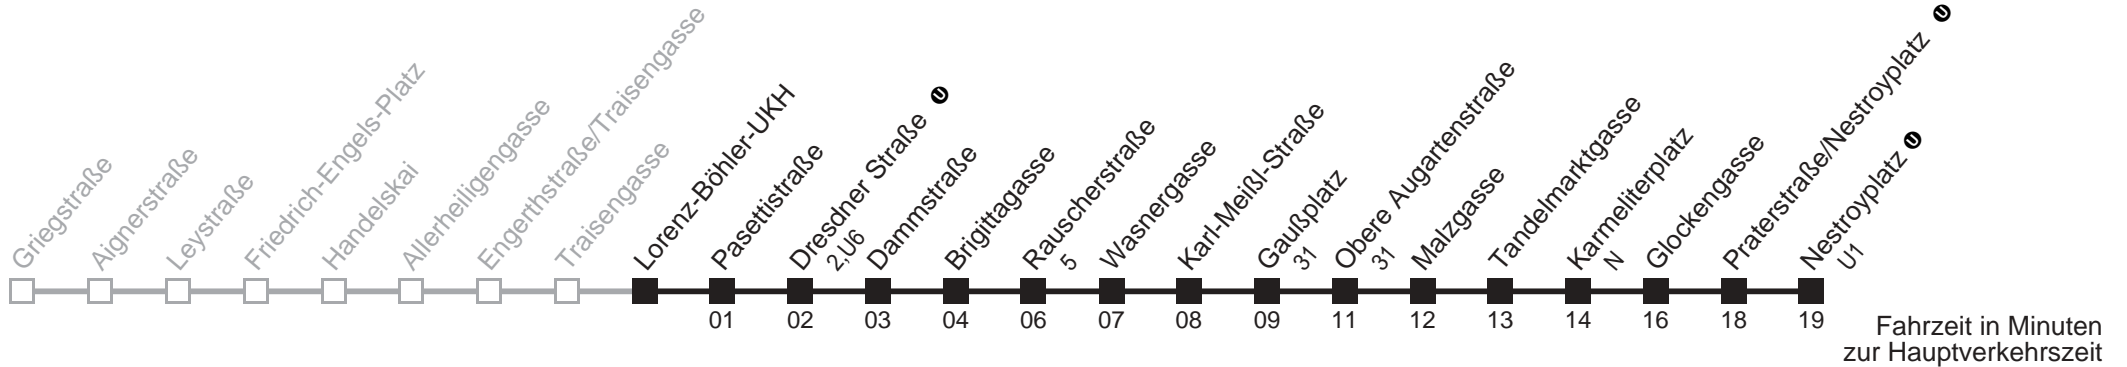 Griegstraße
Aignerstraße
Leystraße
Friedrich-Engels-Platz
Handelskai
Allerheiligengasse
Engerthstraße/Traisengasse
Traisengasse
Lorenz-Böhler-UKH
Pasettistraße
Dresdner Straße U
2,U6
Dammstraße
Brigittagasse
Rauscherstraße
5
Wasnergasse
Karl-Meißl-Straße
Gaußplatz
31
Obere Augartenstraße
31
Malzgasse
Tandelmarktgasse
Karmeliterplatz
N
Glockengasse
Praterstraße/Nestroyplatz U
Nestroyplatz U
U1
01 02 03 04 06 07 08 09 11 12 13 14 16 18 19
Fahrzeit in Minuten
zur Hauptverkehrszeit